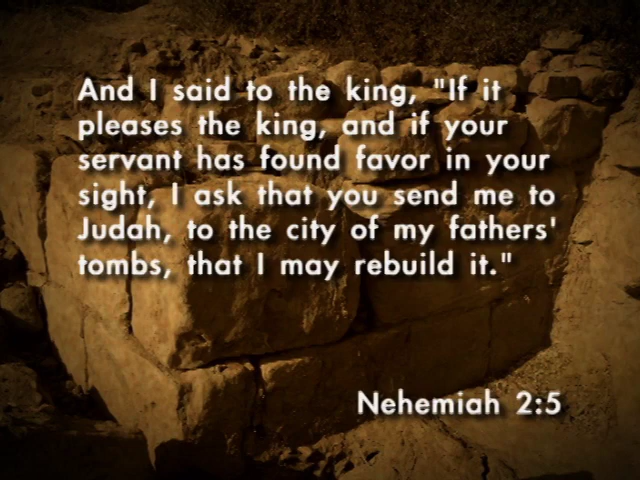 And I said to the king, "If it
pleases the king, and if your
servant has found favor in your
sight, I ask that you send me to
Judah, to the city of my fathers'
tombs, that I may rebuild it."
Nehemiah 2:5